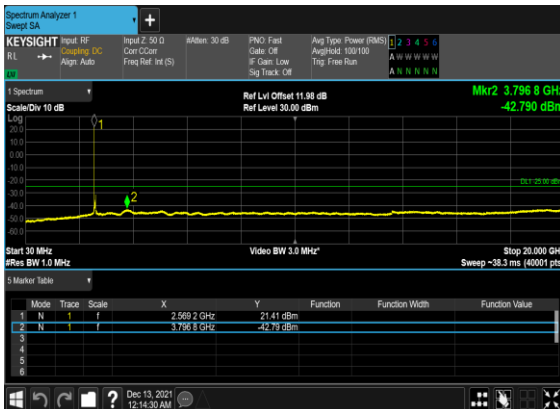 Spectrum Analyzer 1
Swept SA
+
KEYSIGHT Input: RF Input Z: 50 Ω #Atten: 30 dB PNO: Fast Avg Type: Power (RMS) 1 2 3 4 5 6
RL Coupling: DC Corr CCorr Gate: Off Avg|Hold: 100/100 A W W W W W
Align: Auto Freq Ref: Int (S) IF Gain: Low Trig: Free Run
Sig Track: Off A N N N N N
1 Spectrum
Scale/Div 10 dB
Ref Lvl Offset 11.98 dB
Ref Level 30.00 dBm
Mkr2 3.796 8 GHz
-42.790 dBm
Log
20.0
10.0
0.00
-10.0
-20.0
-30.0
-40.0
-50.0
-60.0
1
2
Start 30 MHz
#Res BW 1.0 MHz
Video BW 3.0 MHz*
Stop 20.000 GHz
Sweep ~38.3 ms (40001 pts)
5 Marker Table
Mode Trace Scale X Y Function Function Width Function Value
1 N 1 f 2.569 2 GHz 21.41 dBm
2 N 1 f 3.796 8 GHz -42.79 dBm
3
4
5
6
?
Dec 13, 2021
12:14:30 AM